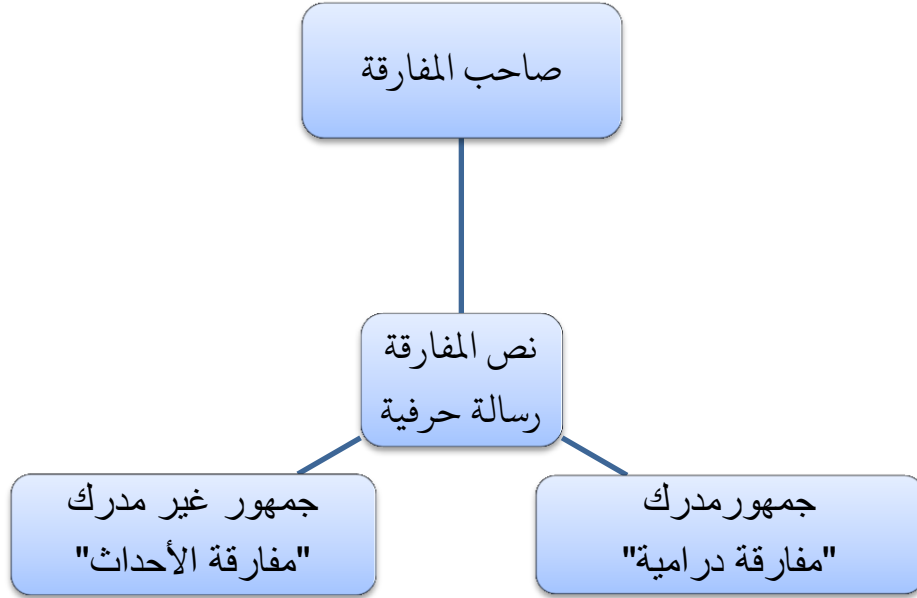 صاحب المفارقة
نص المفارقة
رسالة حرفية
جمهورمدرك
"مفارقة درامية"
جمهور غير مدرك
"مفارقة الأحداث"